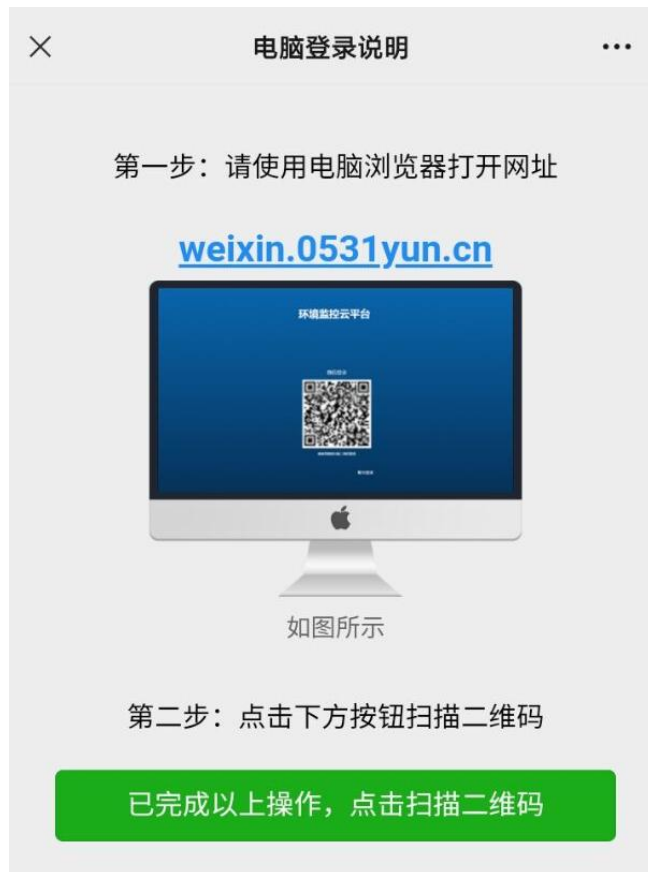 电脑登录说明
第一步：请使用电脑浏览器打开网址
weixin.0531yun.cn
环境监控云平台
如图所示
第二步：点击下方按钮扫描二维码
已完成以上操作，点击扫描二维码